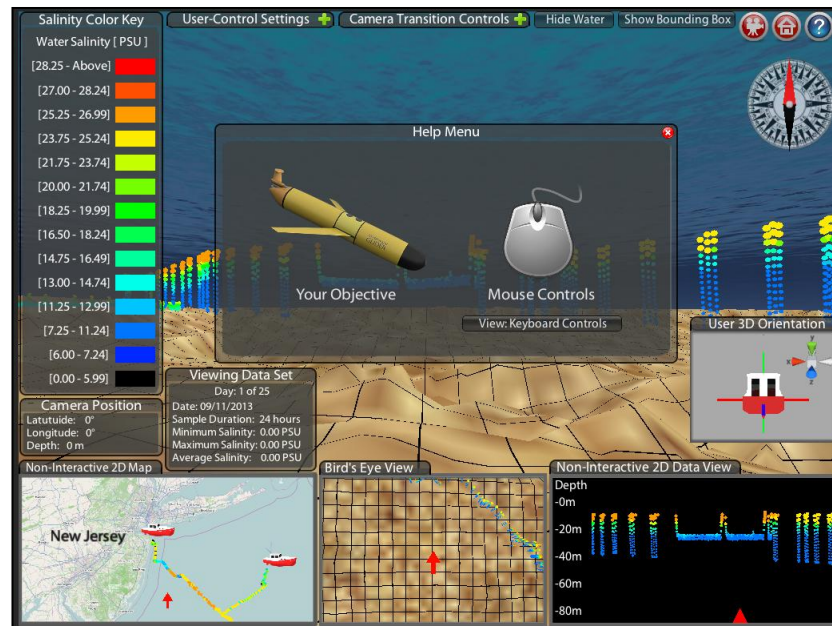 Salinity Color Key
Water Salinity [ PSU ]
[28.25 - Above]
[27.00 - 28.24]
[25.25 - 26.99]
[23.75 - 25.24]
[21.75 - 23.74]
[20.00 - 21.74]
[18.25 - 19.99]
[16.50 - 18.24]
[14.75 - 16.49]
[13.00 - 14.74]
[11.25 - 12.99]
[7.25 - 11.24]
[6.00 - 7.24]
[0.00 - 5.99]
User-Control Settings
Camera Transition Controls
Hide Water
Show Bounding Box
?
Help Menu
Your Objective
Mouse Controls
View: Keyboard Controls
User 3D Orientation
y
x
z
Camera Position
Latutuide: 0°
Longitude: 0°
Depth: 0 m
Viewing Data Set
Day: 1 of 25
Date: 09/11/2013
Sample Duration: 24 hours
Minimum Salinity: 0.00 PSU
Maximum Salinity: 0.00 PSU
Average Salinity: 0.00 PSU
Non-Interactive 2D Map
New Jersey
Bird's Eye View
Non-Interactive 2D Data View
Depth
-0m
-20m
-40m
-60m
-80m